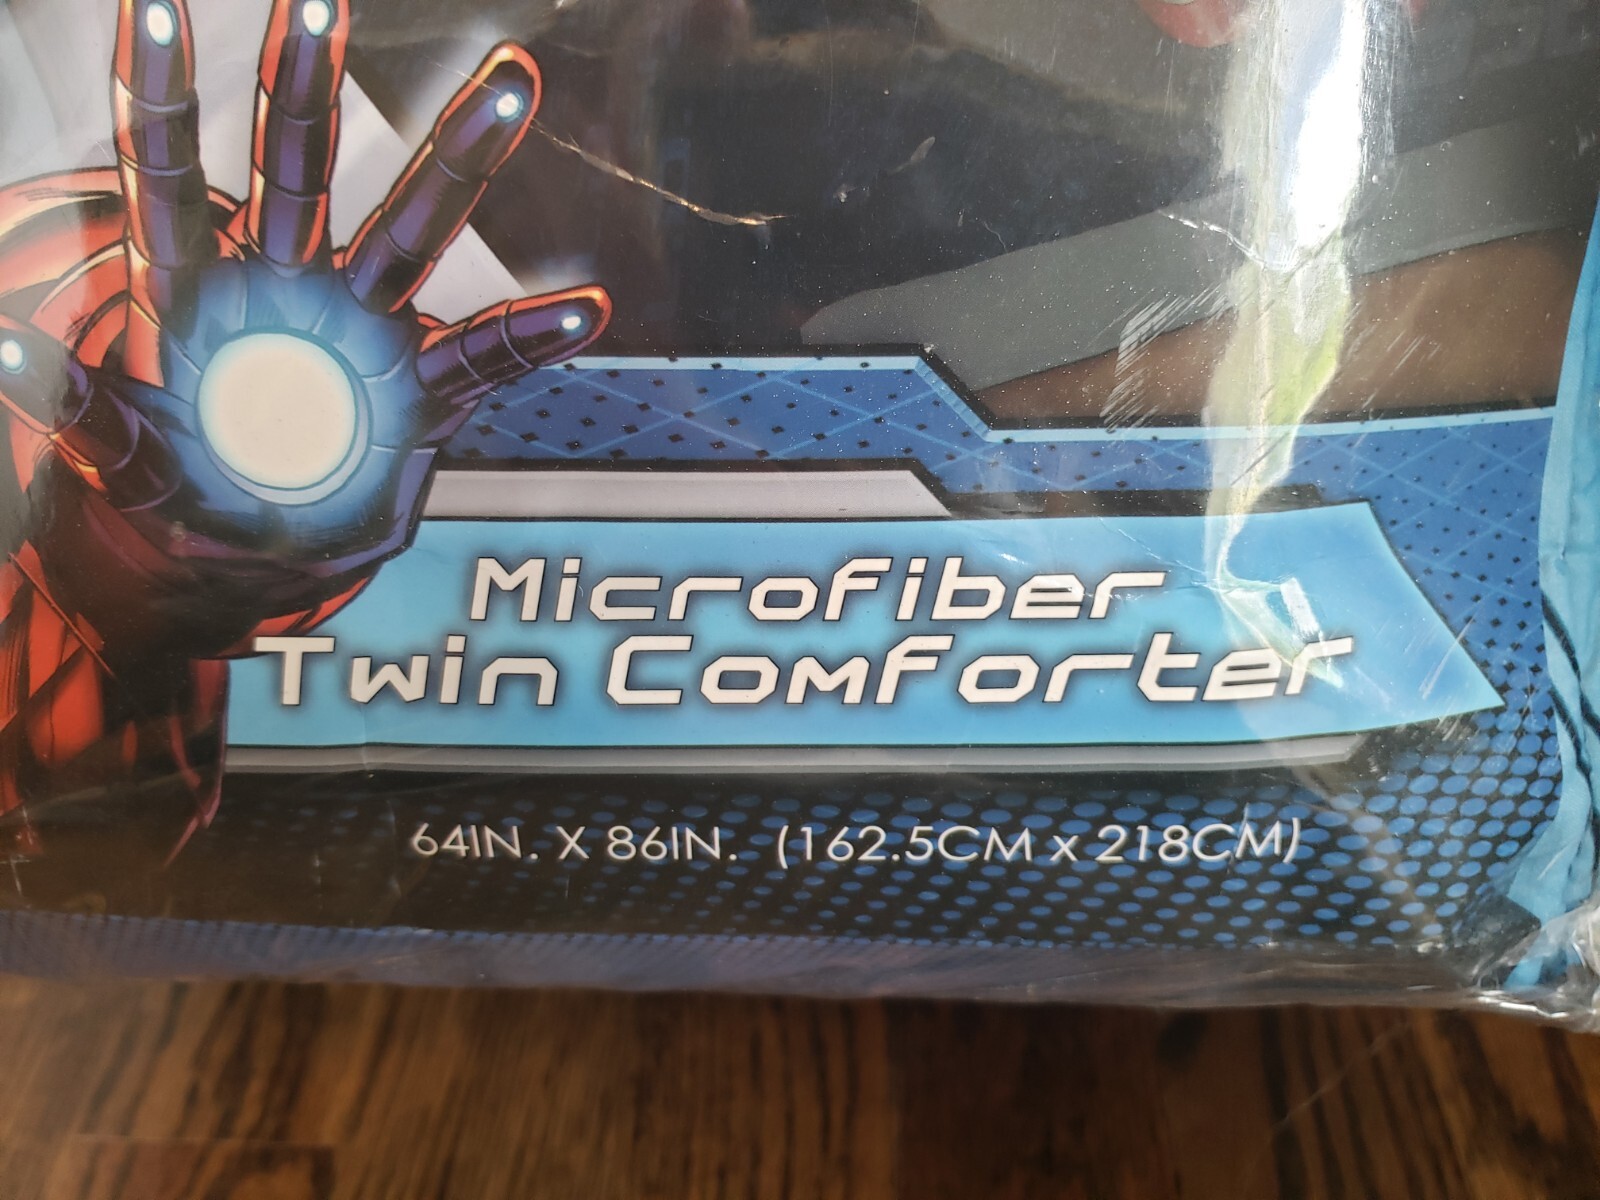 Microfiber
Twin Comforter
64IN. X 86IN. (162.5CM x 218CM)